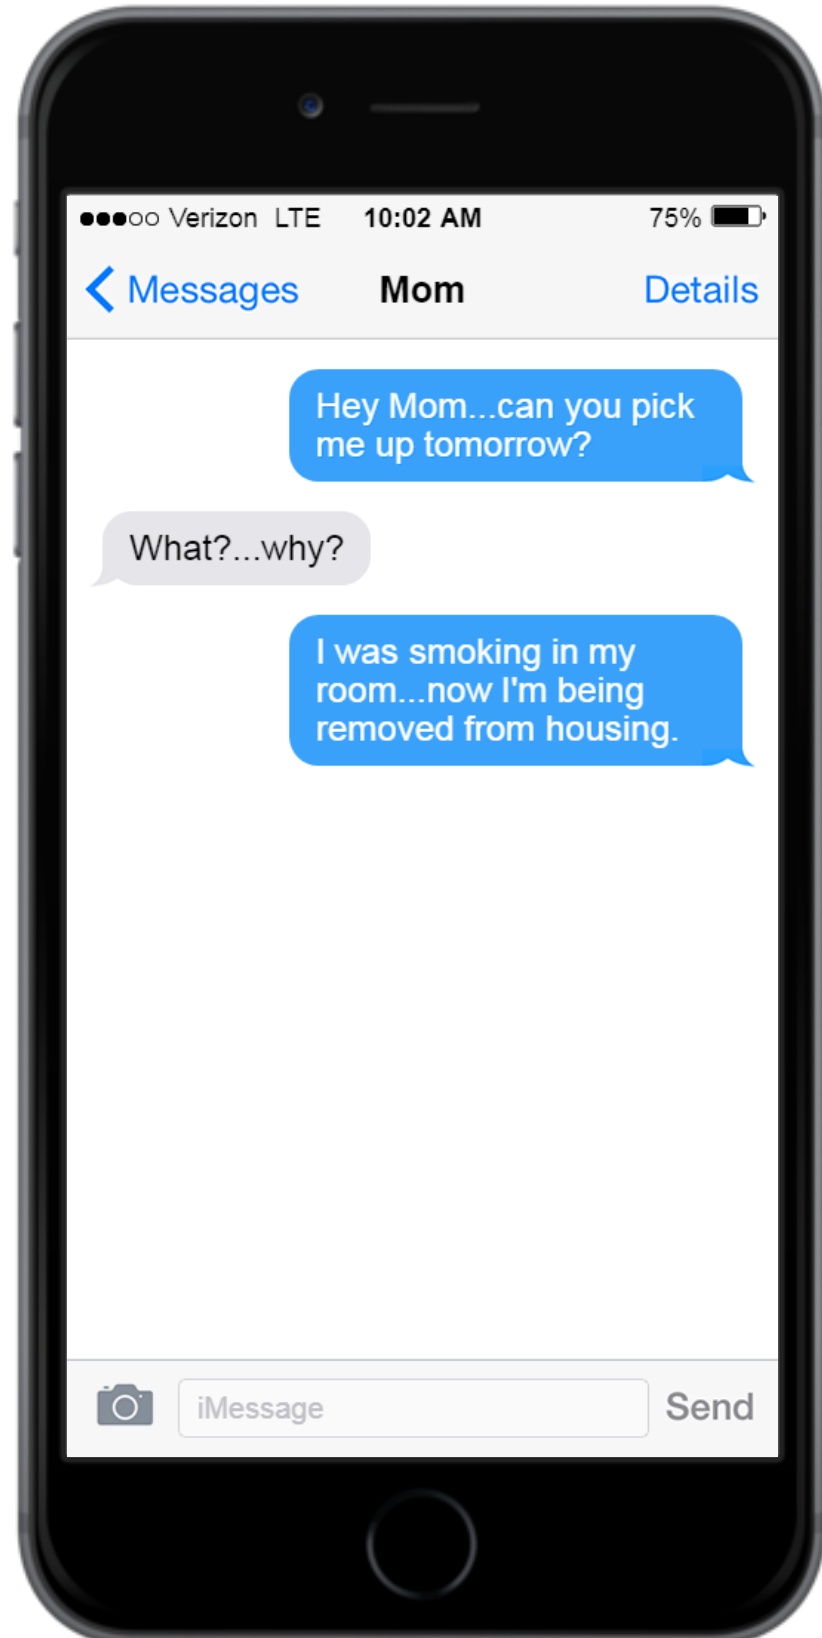 Verizon LTE 10:02 AM 75%
Messages Mom Details
Hey Mom...can you pick
me up tomorrow?
What?...why?
I was smoking in my
room...now I'm being
removed from housing.
iMessage Send